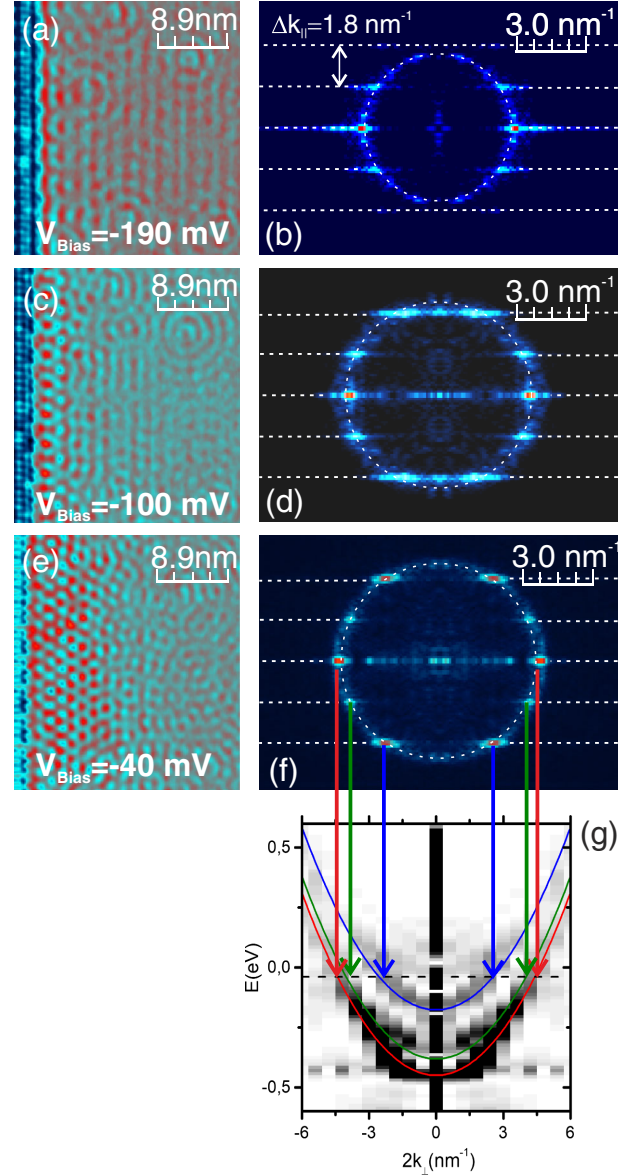 (a)
8.9nm
V_Bias=-190 mV
Δk_||=1.8 nm⁻¹
3.0 nm⁻¹
(b)
(c)
8.9nm
V_Bias=-100 mV
3.0 nm⁻¹
(d)
(e)
8.9nm
V_Bias=-40 mV
3.0 nm⁻¹
(f)
(g)
0,5
0,0
-0,5
E(eV)
-6 -3 0 3 6
2k_⊥(nm⁻¹)